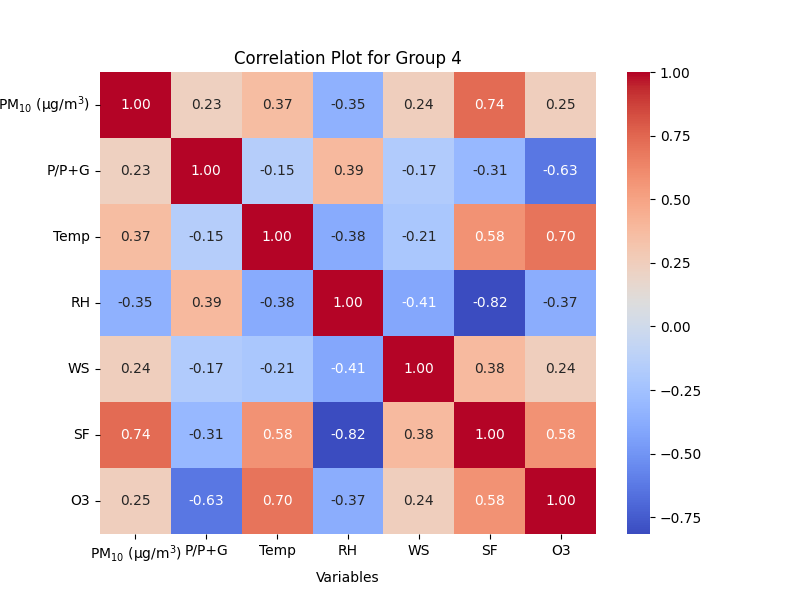 Correlation Plot for Group 4
PM₁₀ (μg/m³) 1.00 0.23 0.37 -0.35 0.24 0.74 0.25
P/P+G 0.23 1.00 -0.15 0.39 -0.17 -0.31 -0.63
Temp 0.37 -0.15 1.00 -0.38 -0.21 0.58 0.70
RH -0.35 0.39 -0.38 1.00 -0.41 -0.82 -0.37
WS 0.24 -0.17 -0.21 -0.41 1.00 0.38 0.24
SF 0.74 -0.31 0.58 -0.82 0.38 1.00 0.58
O3 0.25 -0.63 0.70 -0.37 0.24 0.58 1.00
PM₁₀ (μg/m³) P/P+G Temp RH WS SF O3
Variables
1.00
0.75
0.50
0.25
0.00
−0.25
−0.50
−0.75